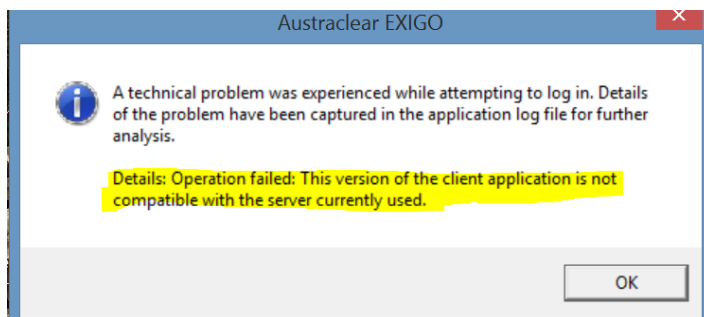 Austraclear EXIGO
A technical problem was experienced while attempting to log in. Details
of the problem have been captured in the application log file for further
analysis.
Details: Operation failed: This version of the client application is not
compatible with the server currently used.
OK